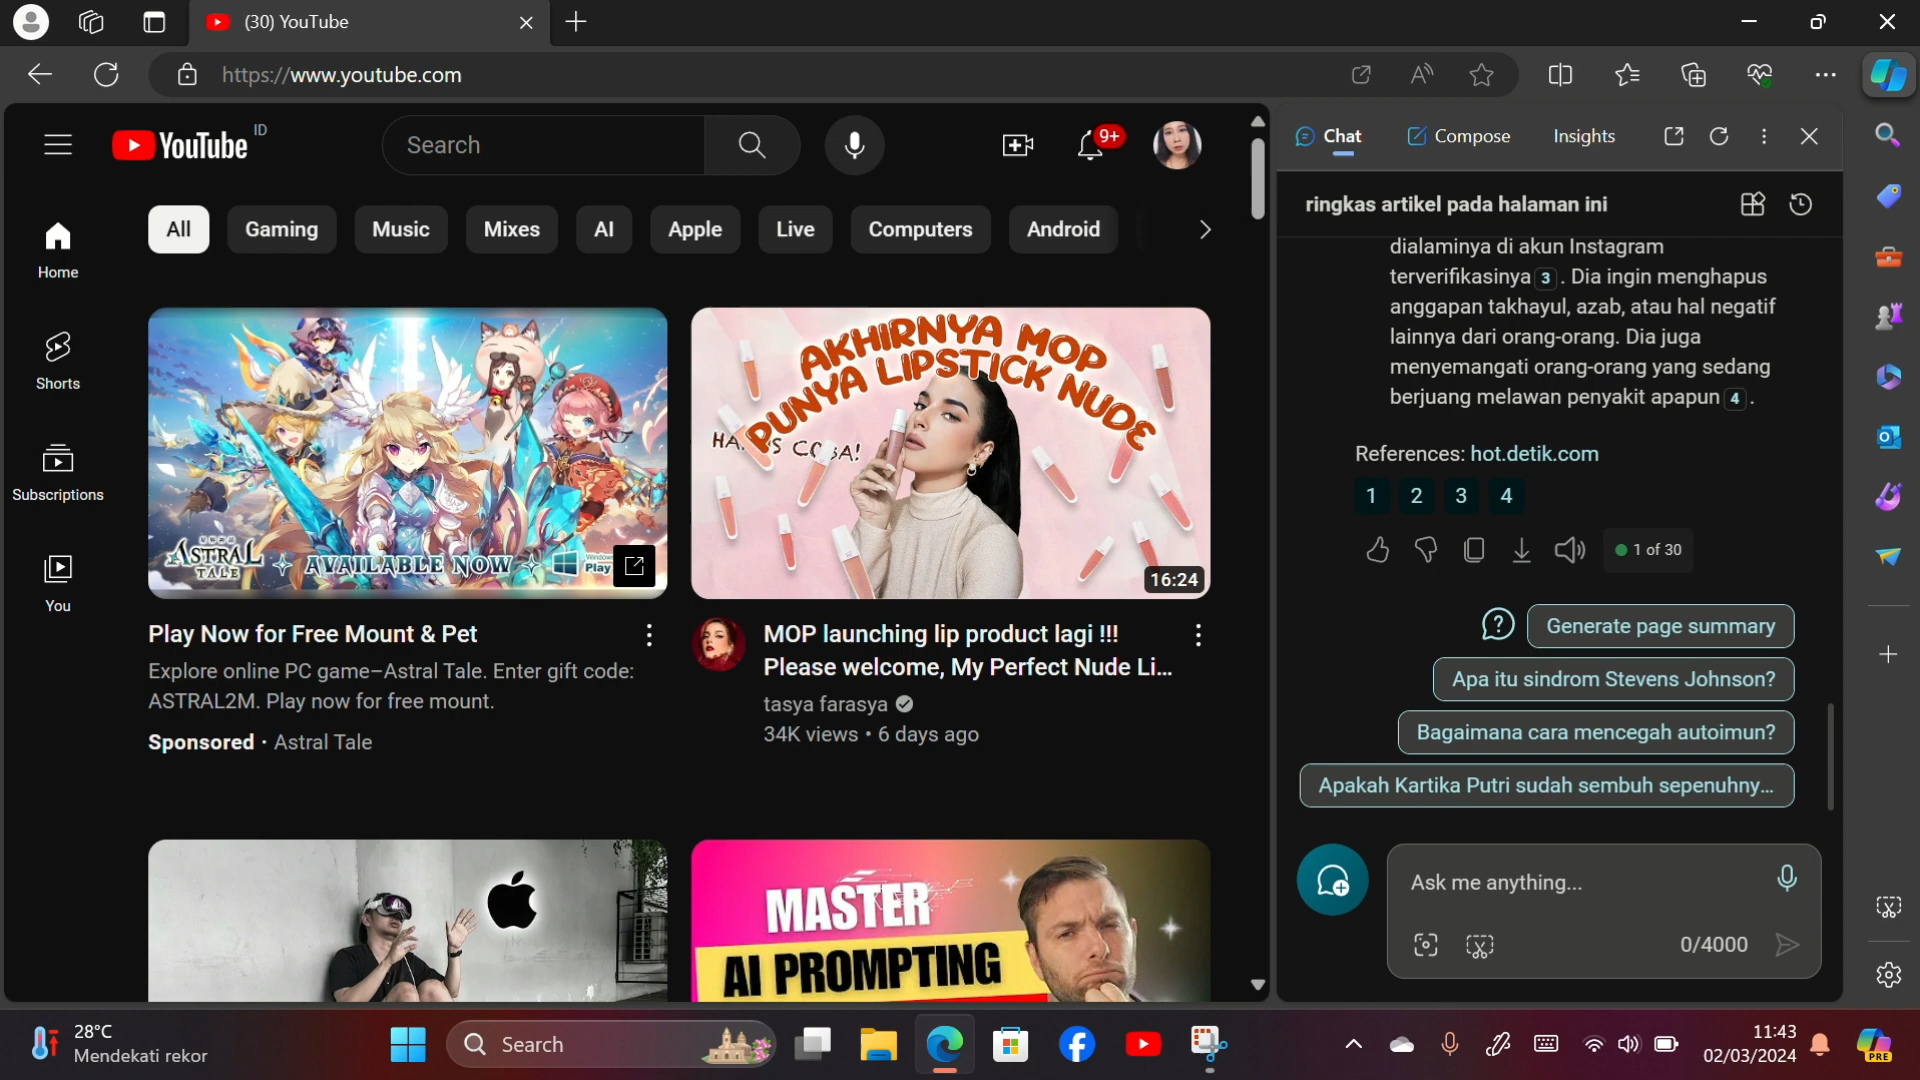 (30) YouTube
https://www.youtube.com
YouTube ID
Search
9+
All
Gaming
Music
Mixes
AI
Apple
Live
Computers
Android
Home
Shorts
Subscriptions
You
ASTRAL
TALE
AVAILABLE NOW
Windows
Play
Play Now for Free Mount & Pet
Explore online PC game–Astral Tale. Enter gift code:
ASTRAL2M. Play now for free mount.
Sponsored · Astral Tale
AKHIRNYA MOP
PUNYA LIPSTICK NUDE
16:24
MOP launching lip product lagi !!!
Please welcome, My Perfect Nude Li...
tasya farasya
34K views • 6 days ago
MASTER
AI PROMPTING
Chat
Compose
Insights
ringkas artikel pada halaman ini
dialaminya di akun Instagram
terverifikasinya 3 . Dia ingin menghapus
anggapan takhayul, azab, atau hal negatif
lainnya dari orang-orang. Dia juga
menyemangati orang-orang yang sedang
berjuang melawan penyakit apapun 4 .
References: hot.detik.com
1 2 3 4
1 of 30
Generate page summary
Apa itu sindrom Stevens Johnson?
Bagaimana cara mencegah autoimun?
Apakah Kartika Putri sudah sembuh sepenuhny...
Ask me anything...
0/4000
28°C
Mendekati rekor
Search
11:43
02/03/2024
PRE